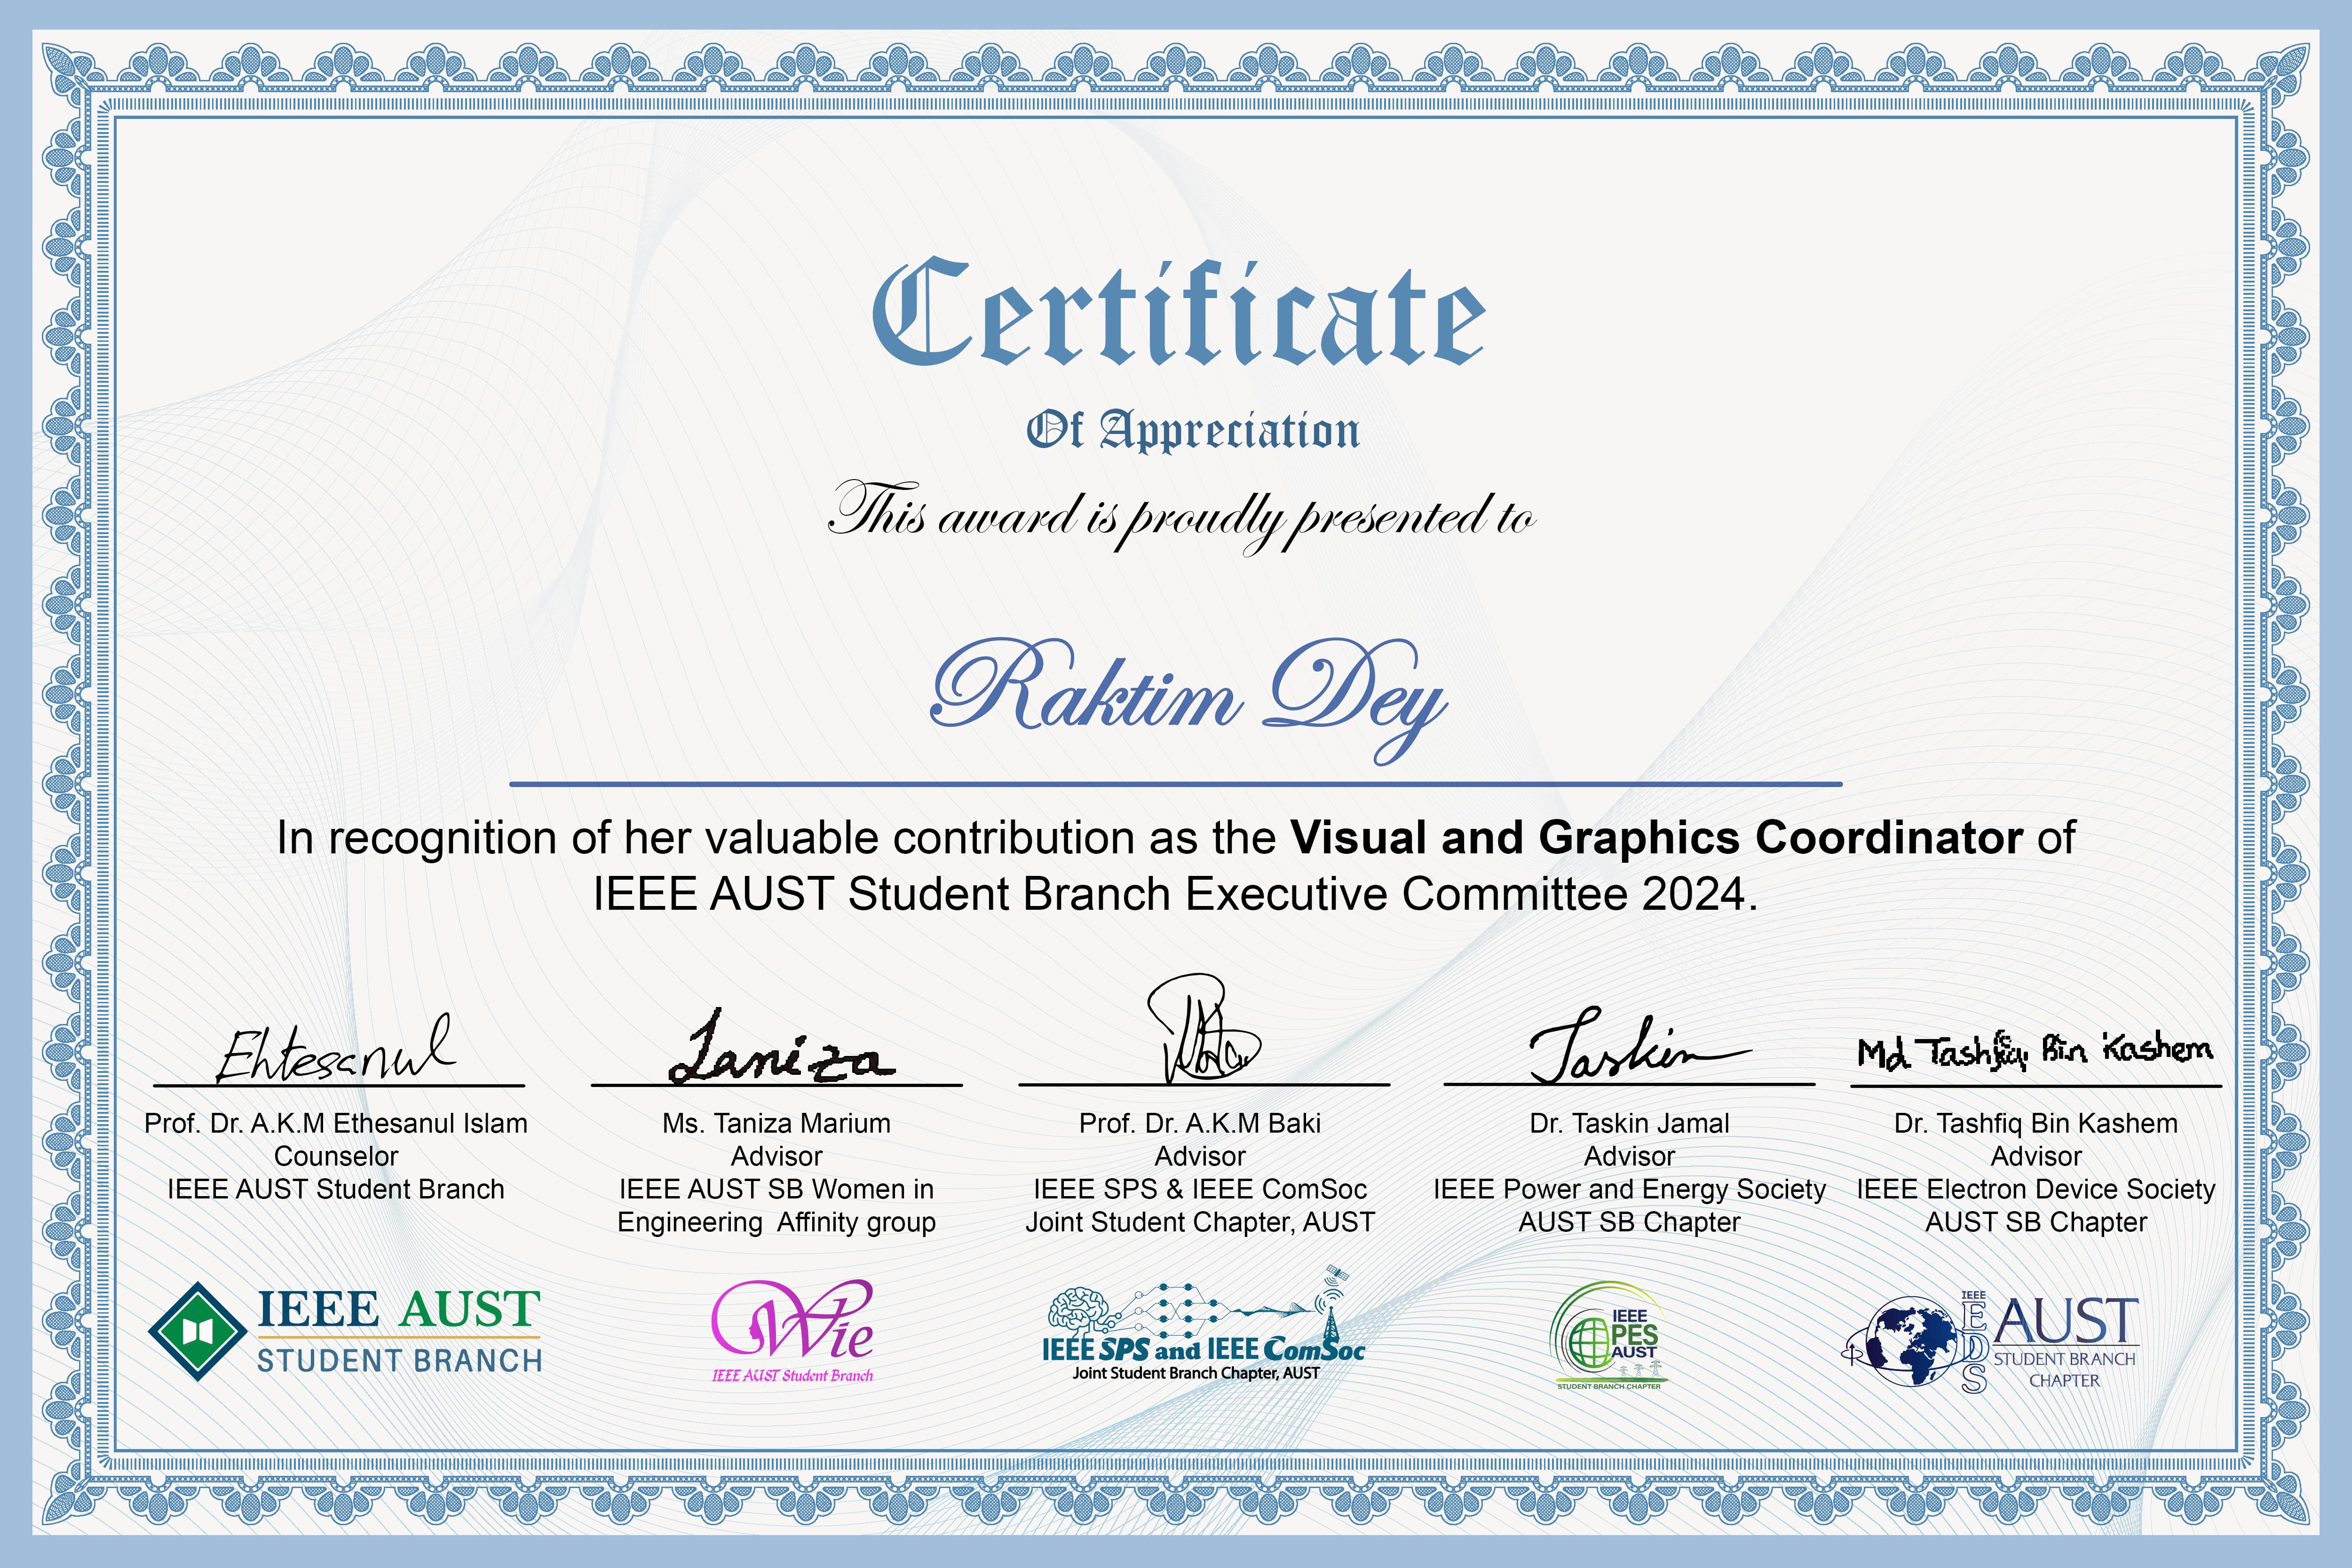 Certificate
Of Appreciation
This award is proudly presented to
Raktim Dey
In recognition of her valuable contribution as the Visual and Graphics Coordinator of
IEEE AUST Student Branch Executive Committee 2024.
Ehtesanul
Taniza
Taskin
Md Tashfiq Bin Kashem
Prof. Dr. A.K.M Ethesanul Islam
Counselor
IEEE AUST Student Branch
Ms. Taniza Marium
Advisor
IEEE AUST SB Women in
Engineering Affinity group
Prof. Dr. A.K.M Baki
Advisor
IEEE SPS & IEEE ComSoc
Joint Student Chapter, AUST
Dr. Taskin Jamal
Advisor
IEEE Power and Energy Society
AUST SB Chapter
Dr. Tashfiq Bin Kashem
Advisor
IEEE Electron Device Society
AUST SB Chapter
IEEE AUST
STUDENT BRANCH
Wie
IEEE AUST Student Branch
IEEE SPS and IEEE ComSoc
Joint Student Branch Chapter, AUST
IEEE
PES
AUST
STUDENT BRANCH CHAPTER
IEEE
EDS
AUST
STUDENT BRANCH
CHAPTER